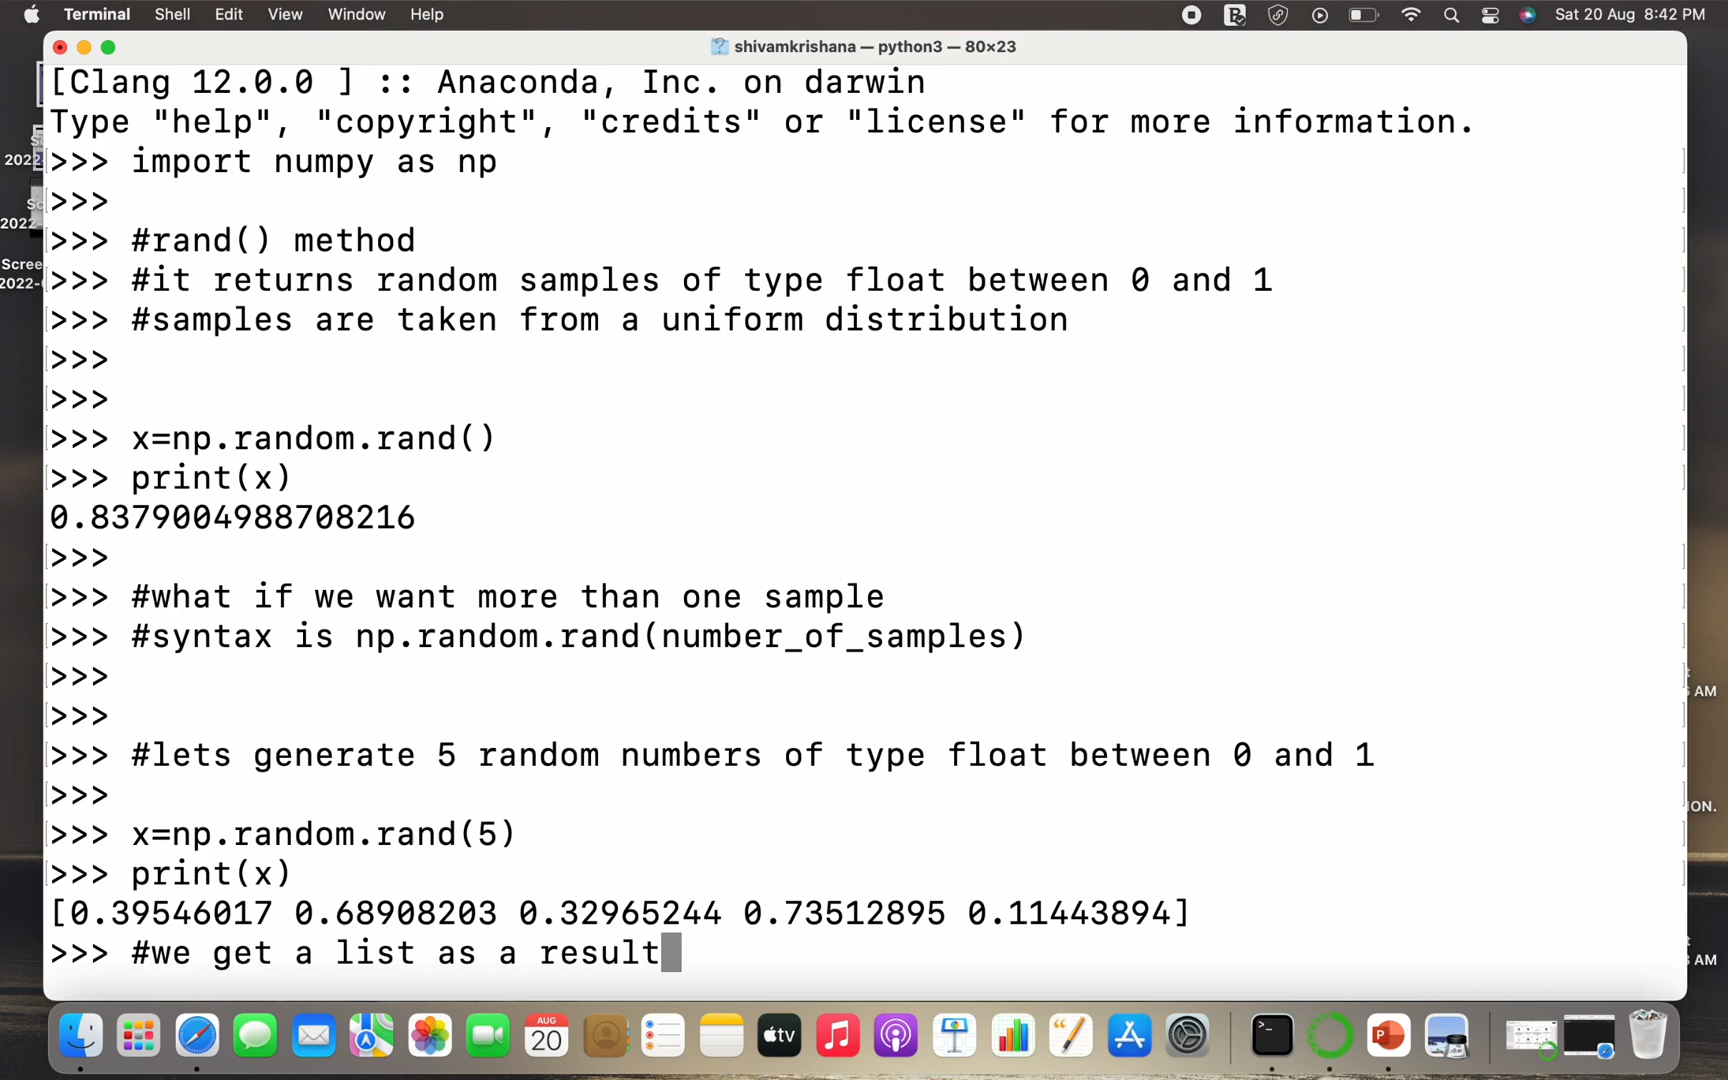 Terminal Shell Edit View Window Help Sat 20 Aug 8:42 PM
shivamkrishana — python3 — 80×23
[Clang 12.0.0 ] :: Anaconda, Inc. on darwin
Type "help", "copyright", "credits" or "license" for more information.
>>> import numpy as np
>>>
>>> #rand() method
>>> #it returns random samples of type float between 0 and 1
>>> #samples are taken from a uniform distribution
>>>
>>>
>>> x=np.random.rand()
>>> print(x)
0.8379004988708216
>>>
>>> #what if we want more than one sample
>>> #syntax is np.random.rand(number_of_samples)
>>>
>>>
>>> #lets generate 5 random numbers of type float between 0 and 1
>>>
>>> x=np.random.rand(5)
>>> print(x)
[0.39546017 0.68908203 0.32965244 0.73512895 0.11443894]
>>> #we get a list as a result
AUG
20
tv